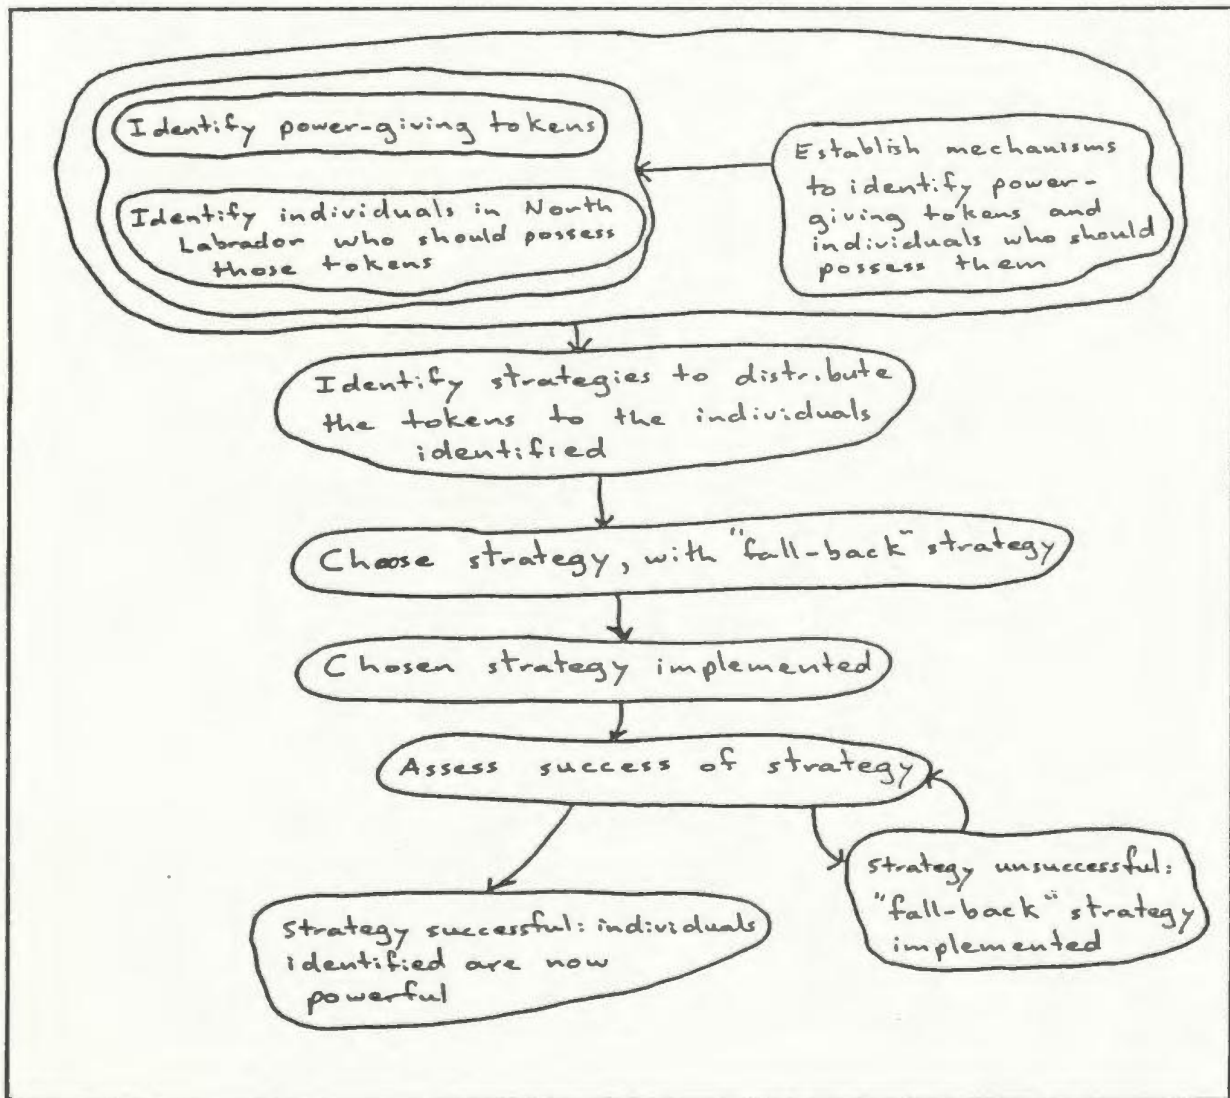 Identify power-giving tokens
Identify individuals in North
Labrador who should possess
those tokens
Establish mechanisms
to identify power-
giving tokens and
individuals who should
possess them
Identify strategies to distribute
the tokens to the individuals
identified
Choose strategy, with "fall-back" strategy
Chosen strategy implemented
Assess success of strategy
Strategy successful: individuals
identified are now
powerful
Strategy unsuccessful:
"fall-back" strategy
implemented